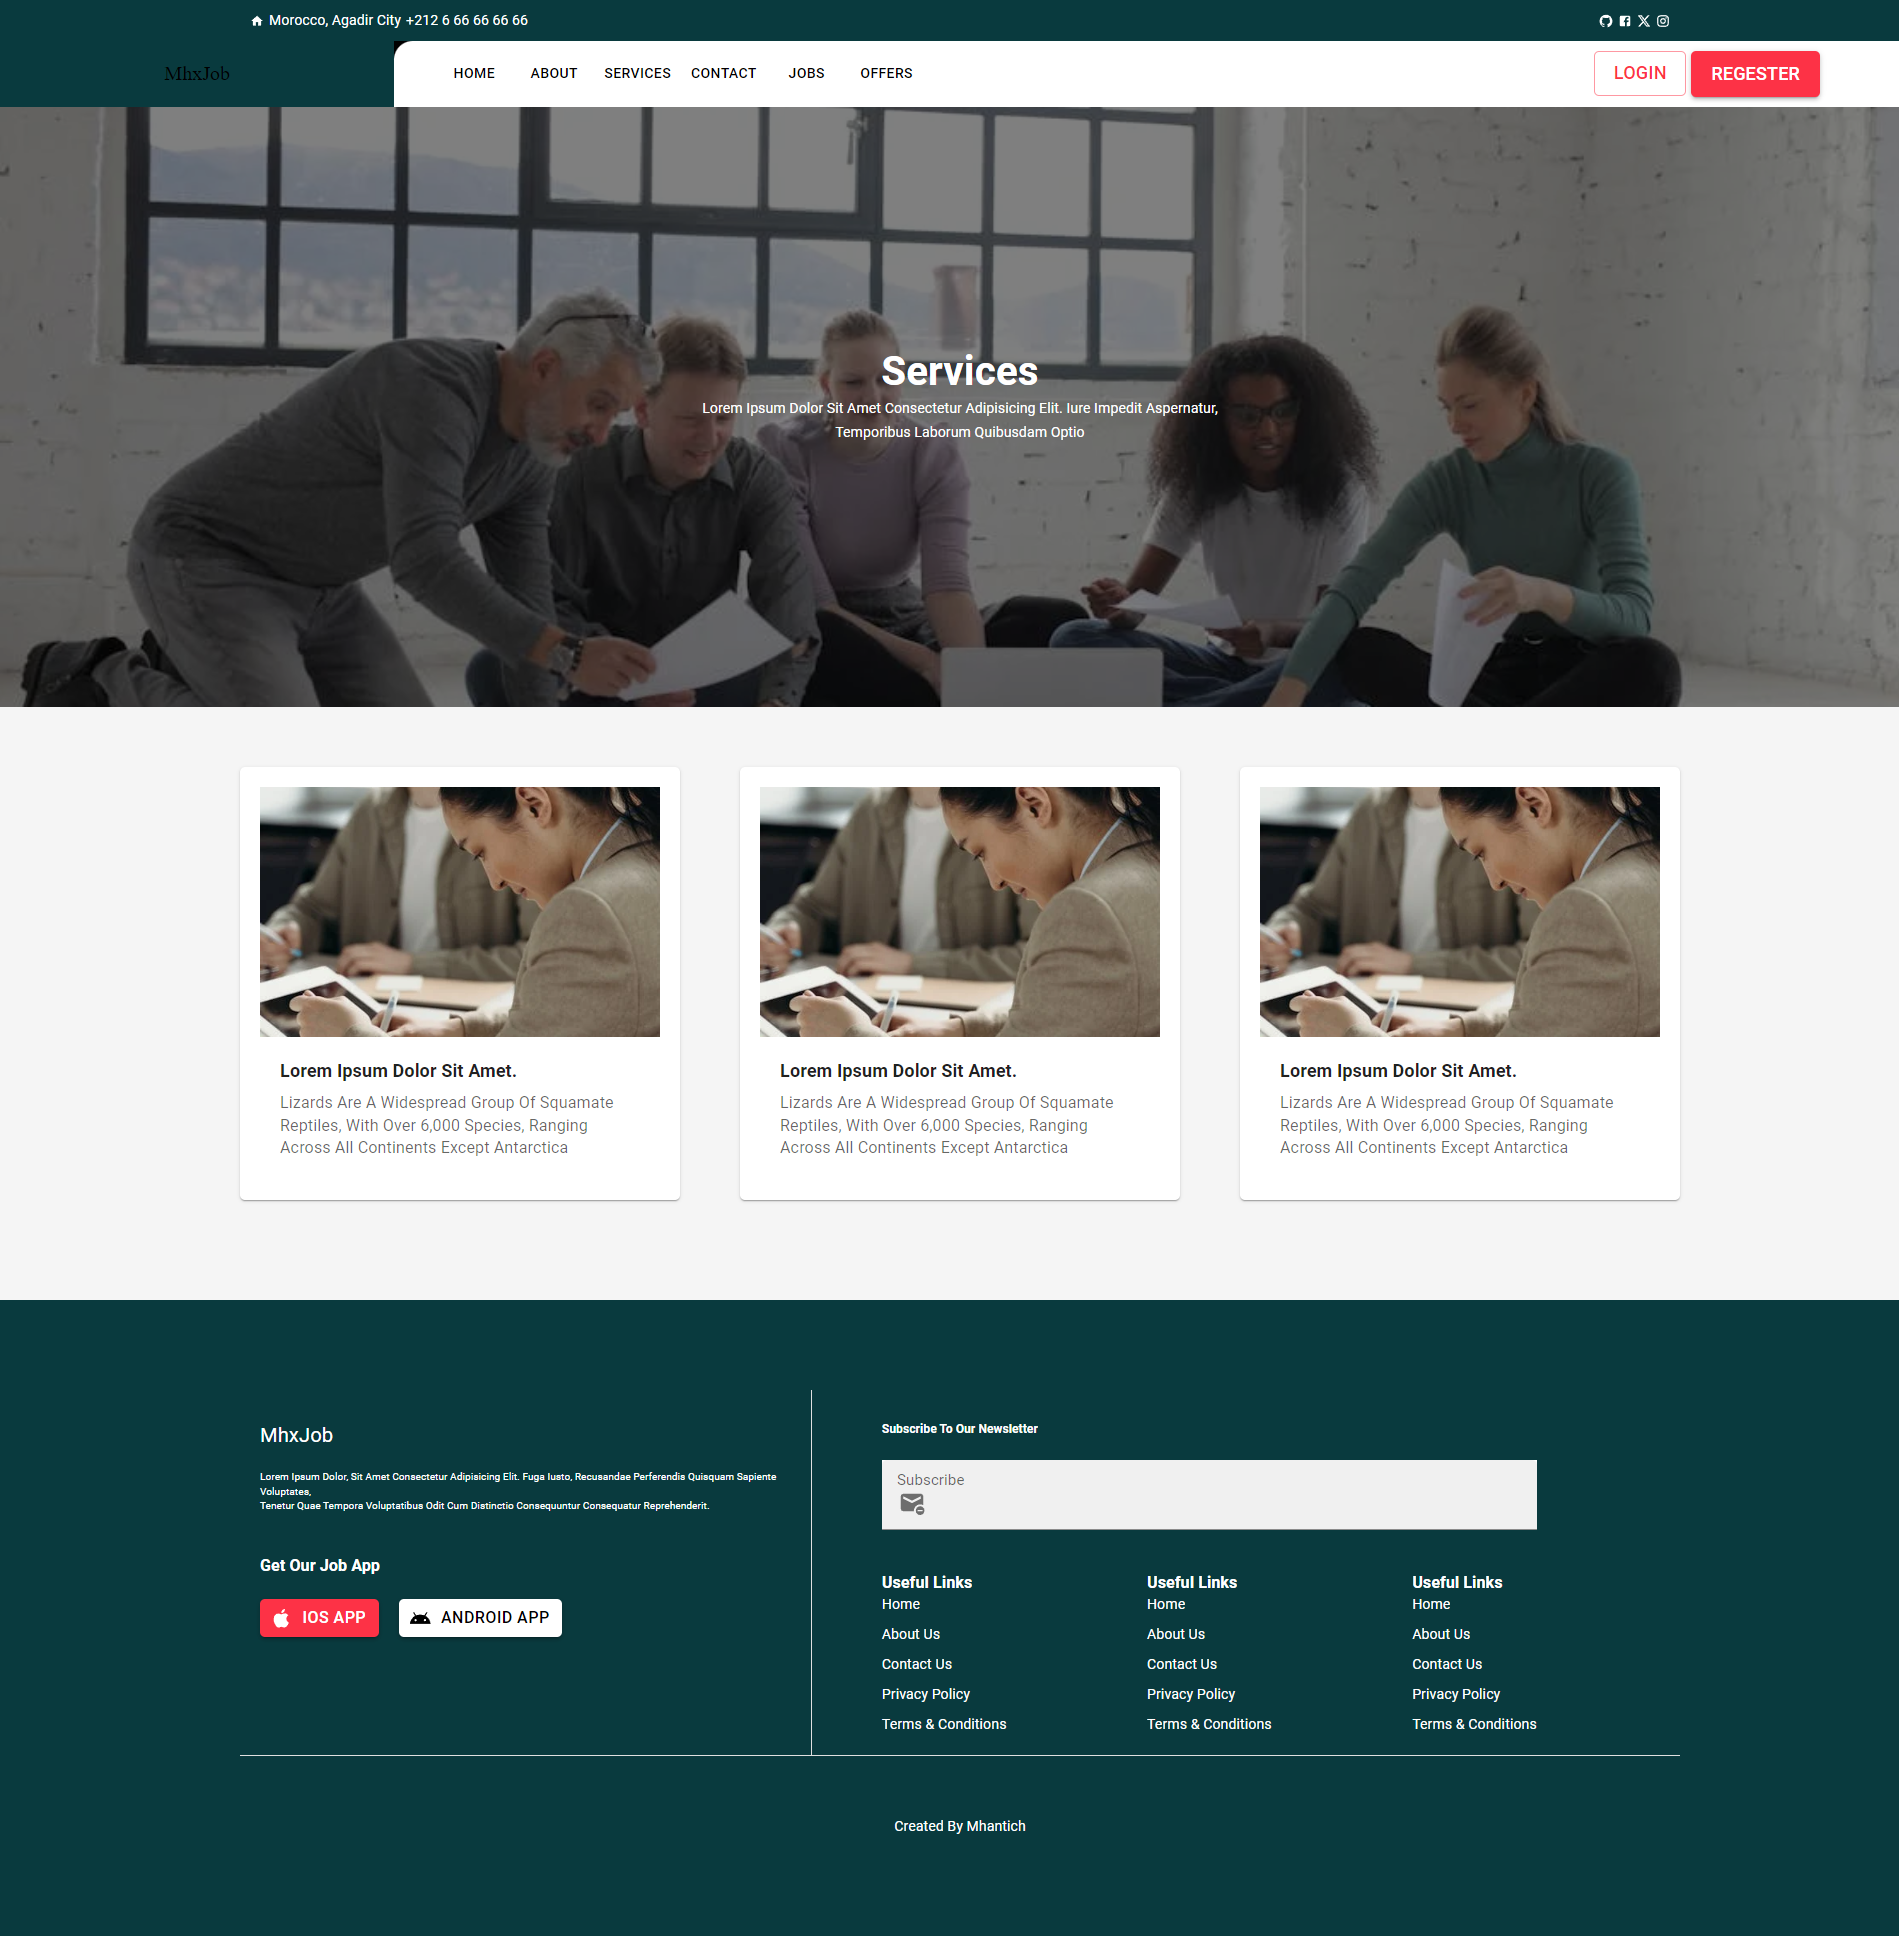 Morocco, Agadir City +212 6 66 66 66 66
MhxJob
HOME ABOUT SERVICES CONTACT JOBS OFFERS
LOGIN REGESTER
Services
Lorem Ipsum Dolor Sit Amet Consectetur Adipisicing Elit. Iure Impedit Aspernatur,
Temporibus Laborum Quibusdam Optio
Lorem Ipsum Dolor Sit Amet.
Lizards Are A Widespread Group Of Squamate
Reptiles, With Over 6,000 Species, Ranging
Across All Continents Except Antarctica
Lorem Ipsum Dolor Sit Amet.
Lizards Are A Widespread Group Of Squamate
Reptiles, With Over 6,000 Species, Ranging
Across All Continents Except Antarctica
Lorem Ipsum Dolor Sit Amet.
Lizards Are A Widespread Group Of Squamate
Reptiles, With Over 6,000 Species, Ranging
Across All Continents Except Antarctica
MhxJob
Lorem Ipsum Dolor, Sit Amet Consectetur Adipisicing Elit. Fuga Iusto, Recusandae Perferendis Quisquam Sapiente
Voluptates,
Tenetur Quae Tempora Voluptatibus Odit Cum Distinctio Consequuntur Consequatur Reprehenderit.
Get Our Job App
IOS APP
ANDROID APP
Subscribe To Our Newsletter
Subscribe
Useful Links
Home
About Us
Contact Us
Privacy Policy
Terms & Conditions
Useful Links
Home
About Us
Contact Us
Privacy Policy
Terms & Conditions
Useful Links
Home
About Us
Contact Us
Privacy Policy
Terms & Conditions
Created By Mhantich